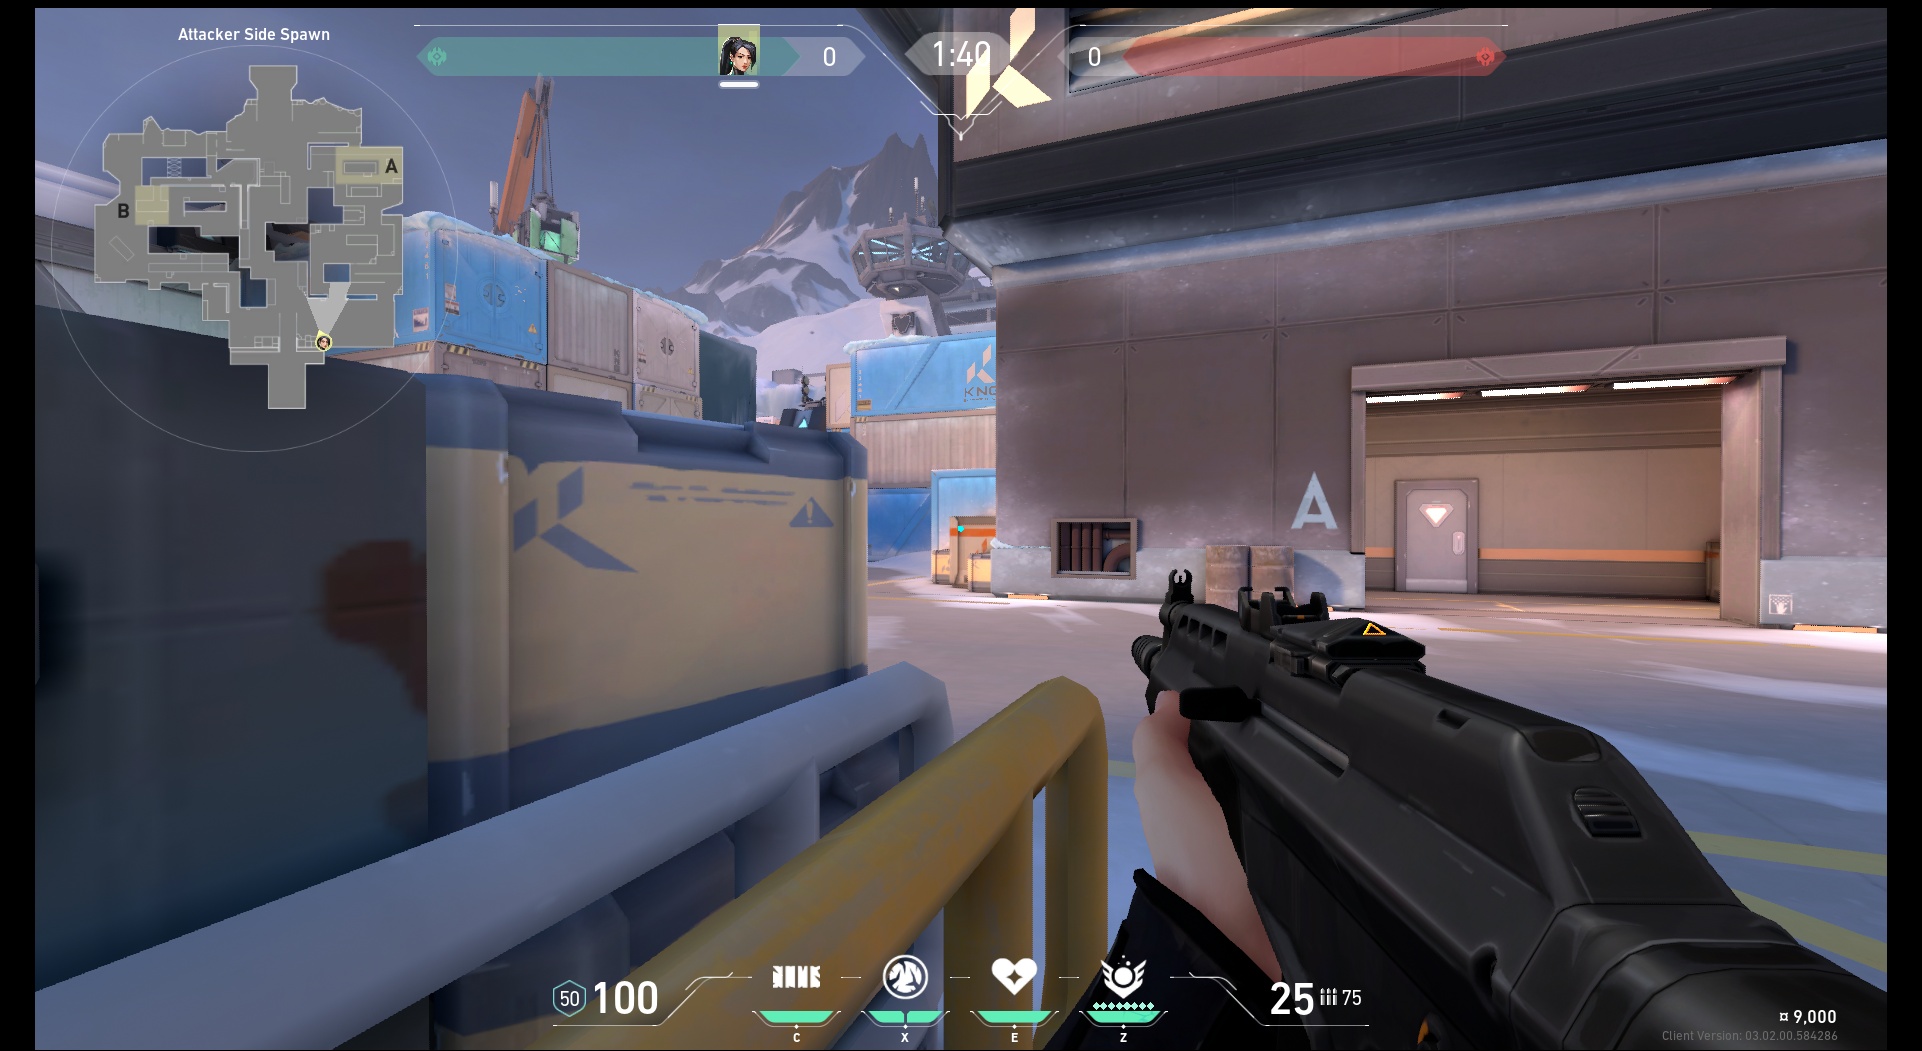 Attacker Side Spawn
0
1:40
0
A
B
KNG
A
50
100
25
75
C
X
E
Z
¤ 9,000
Client Version: 03.02.00.584286